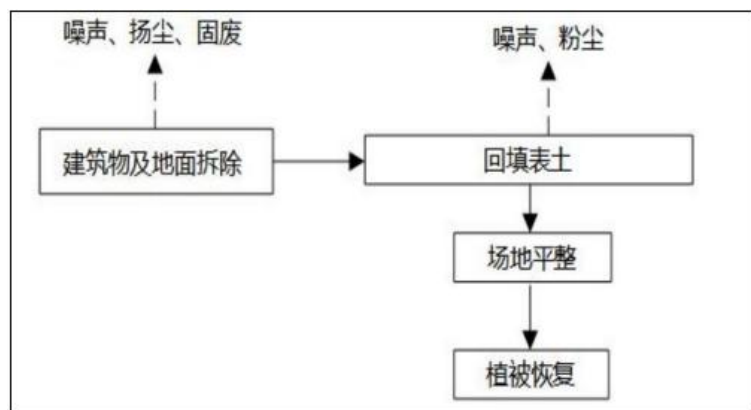 噪声、扬尘、固废
噪声、粉尘
建筑物及地面拆除
回填表土
场地平整
植被恢复